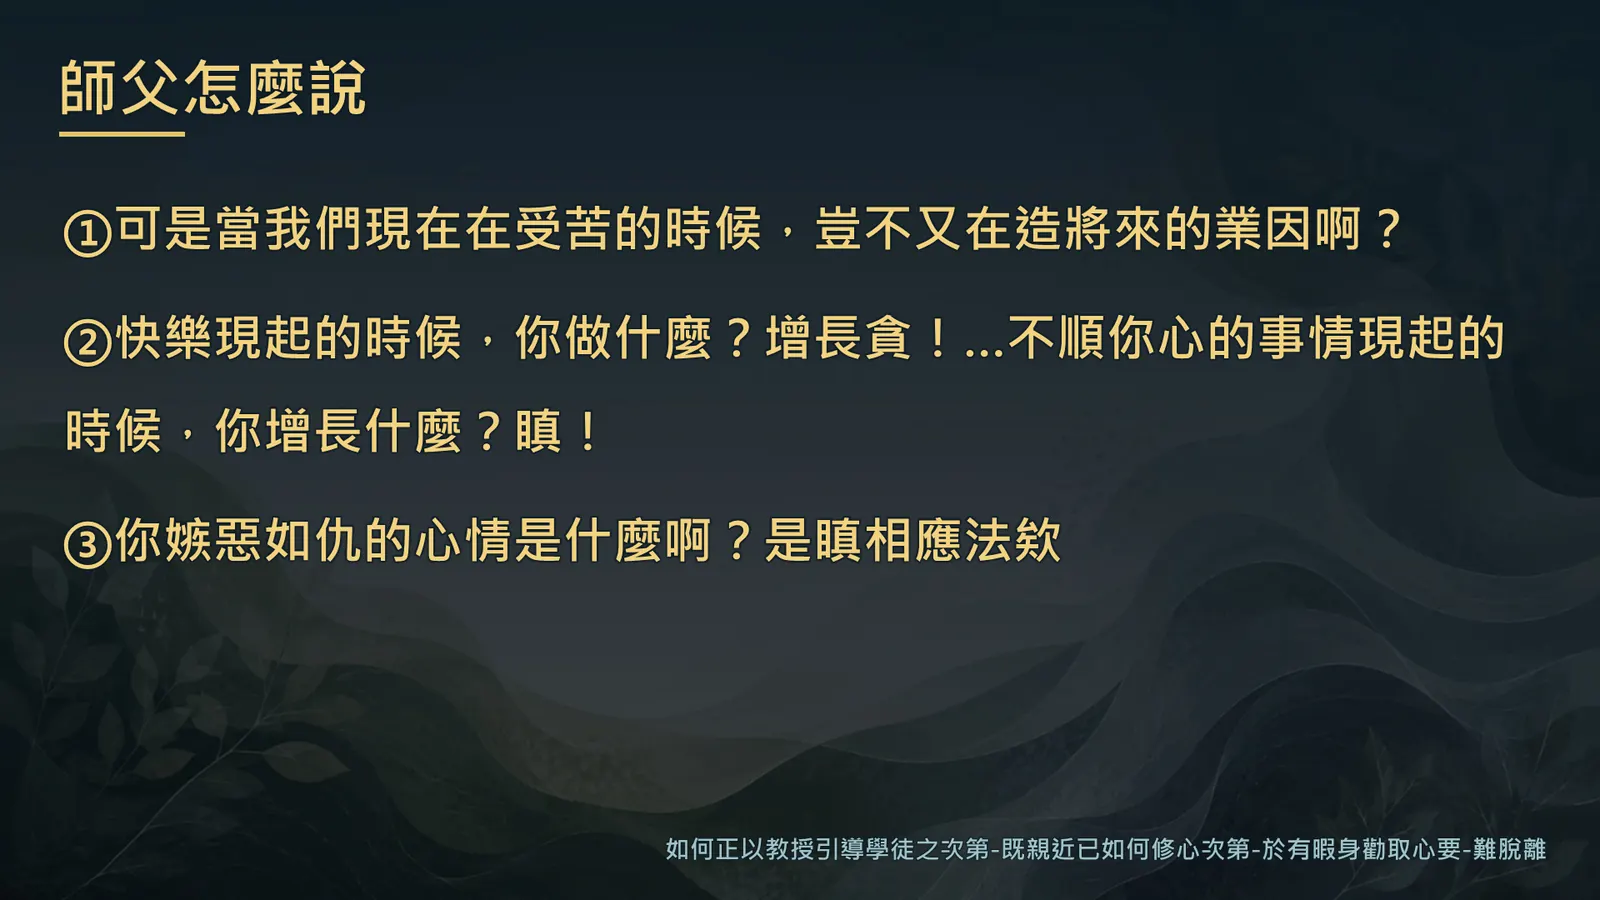 師父怎麼說
①可是當我們現在在受苦的時候，豈不又在造將來的業因啊？
②快樂現起的時候，你做什麼？增長貪！…不順你心的事情現起的
時候，你增長什麼？瞋！
③你嫉惡如仇的心情是什麼啊？是瞋相應法欸
如何正以教授引導學徒之次第-既親近已如何修心次第-於有暇身勸取心要-難脫離